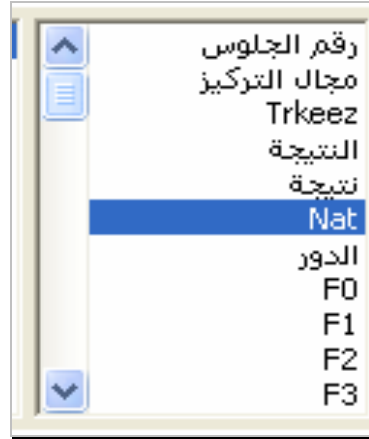 رقم الجلوس
مجال التركيز
Trkeez
النتيجة
نتيجة
Nat
الدور
F0
F1
F2
F3